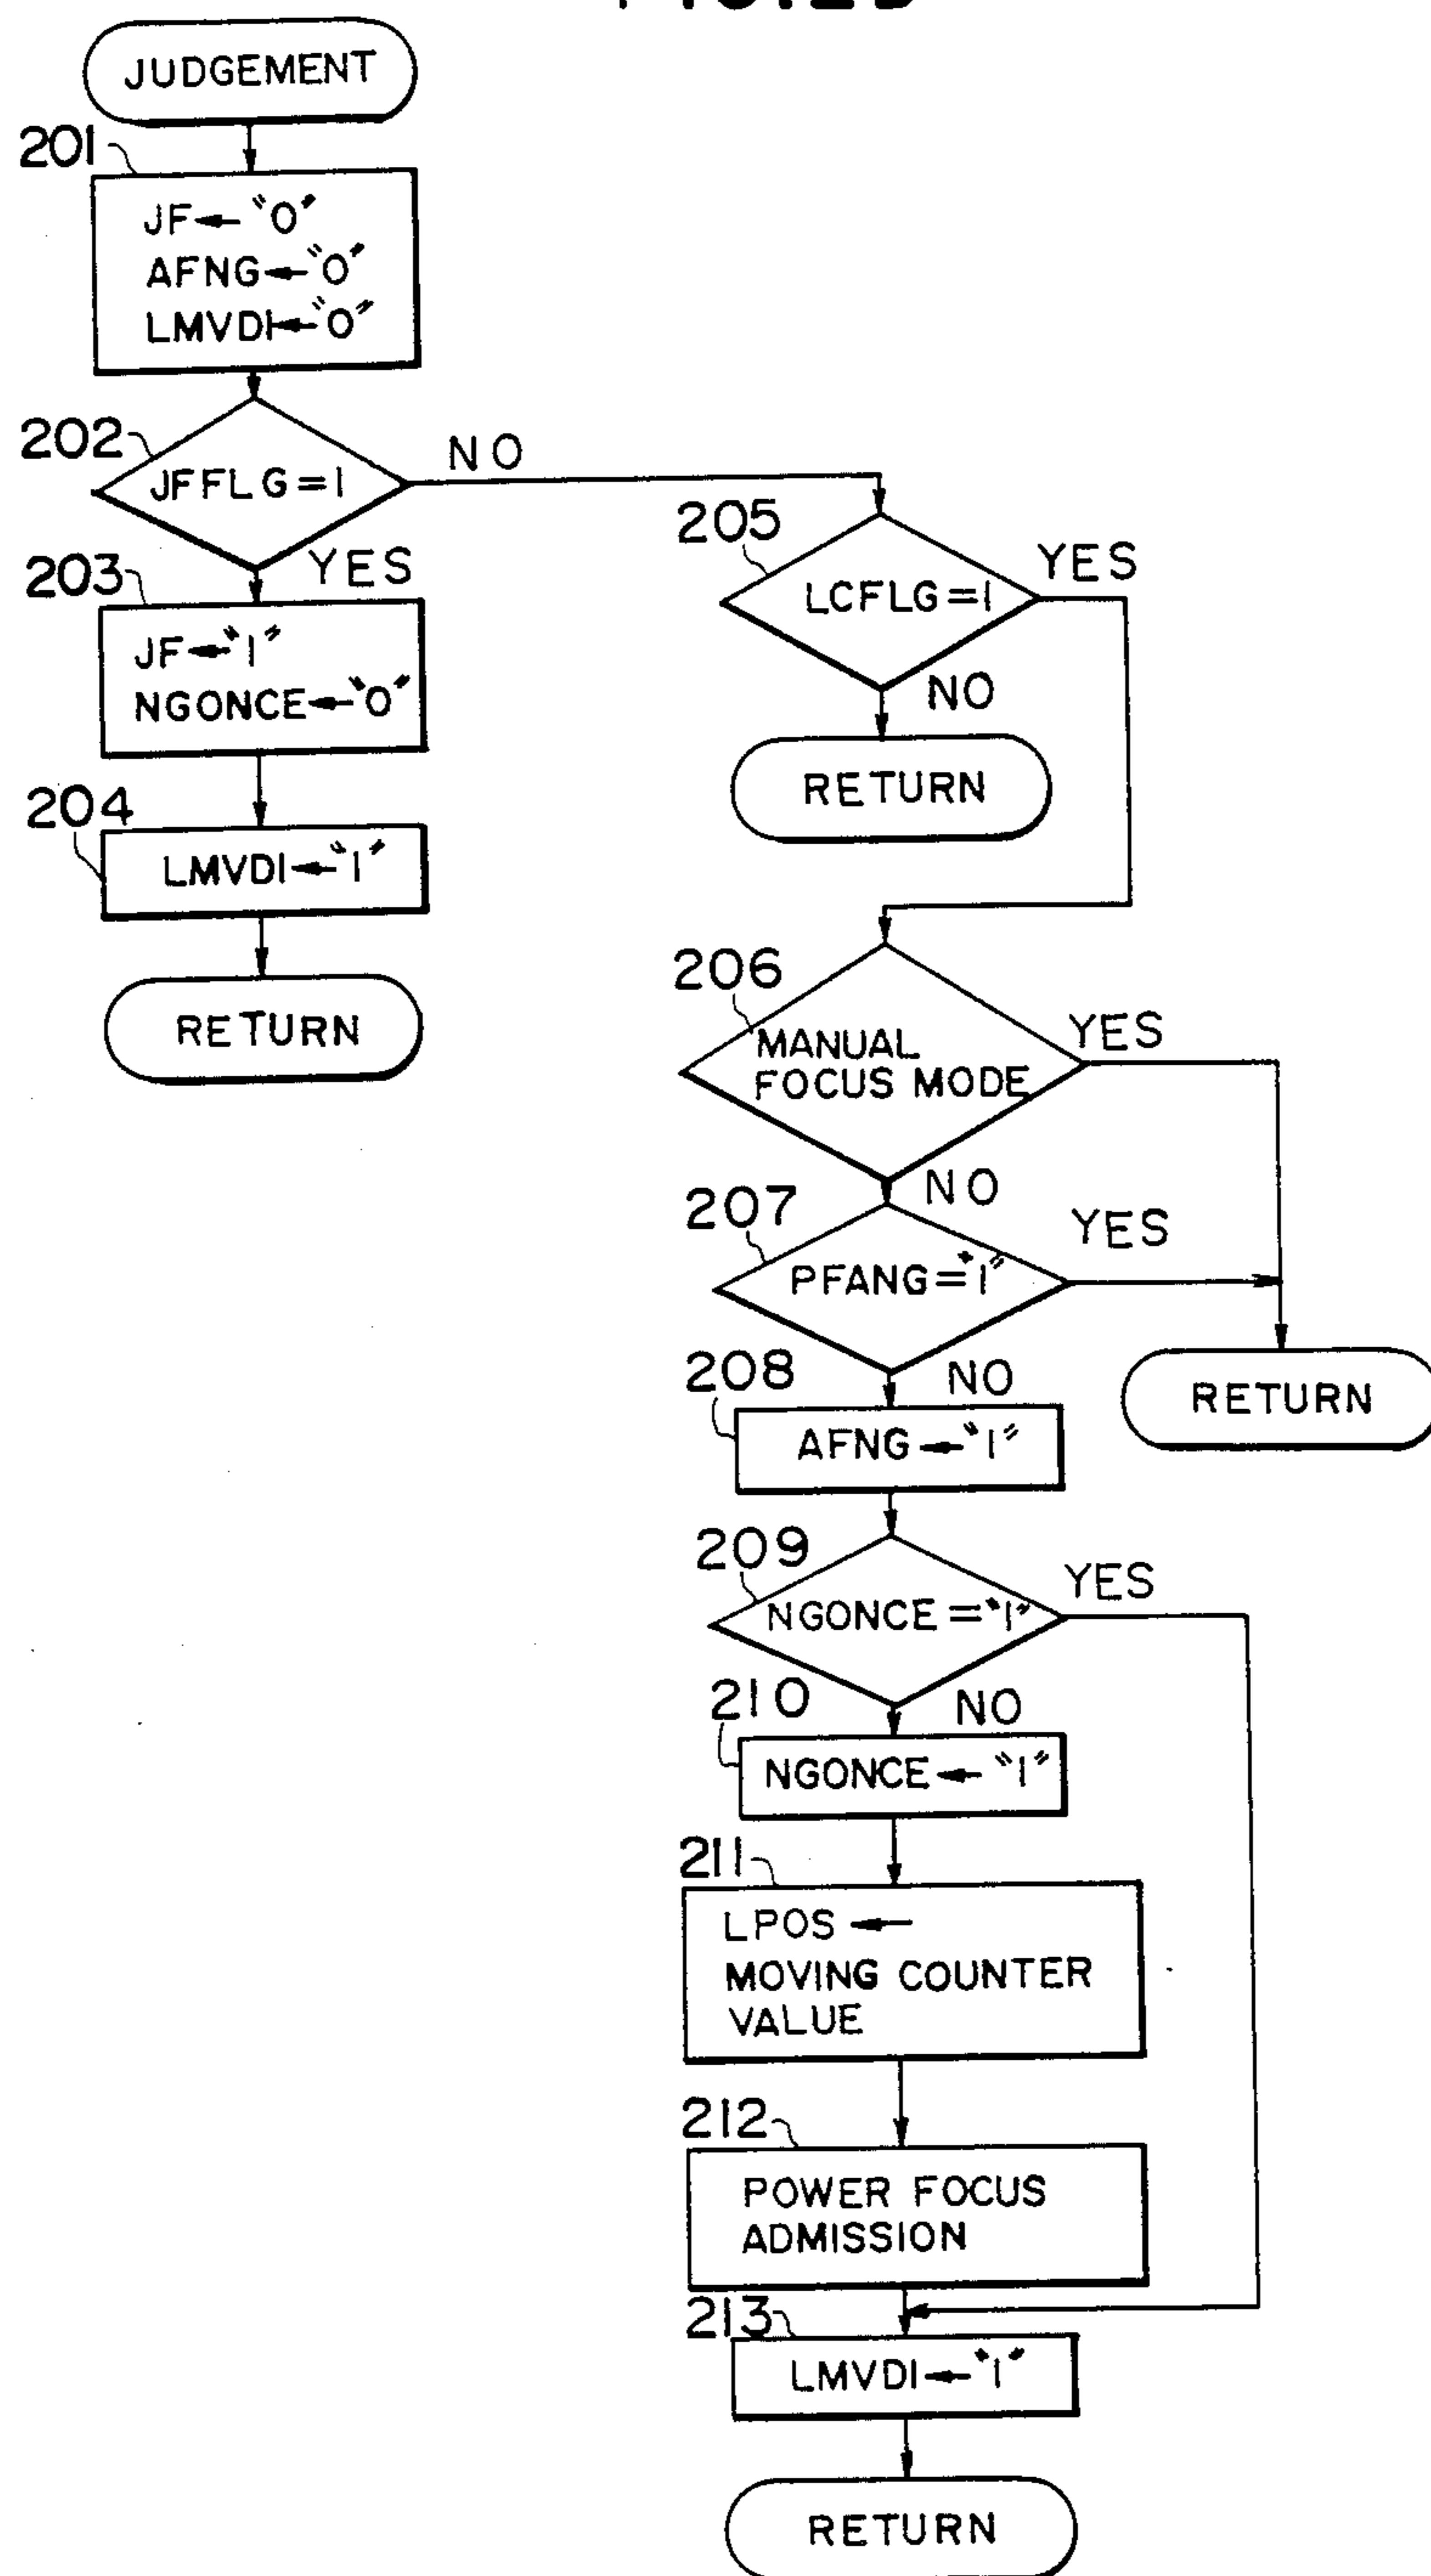 JUDGEMENT
201
JF←"0"
AFNG←"0"
LMVDI←"0"
202
JFFLG=1
NO
YES
203
JF←"1"
NGONCE←"0"
204
LMVDI←"1"
RETURN
205
LCFLG=1
YES
NO
RETURN
206
MANUAL
FOCUS MODE
YES
NO
207
PFANG="1"
YES
NO
RETURN
208
AFNG←"1"
209
NGONCE="1"
YES
NO
210
NGONCE←"1"
211
LPOS←
MOVING COUNTER
VALUE
212
POWER FOCUS
ADMISSION
213
LMVDI←"1"
RETURN